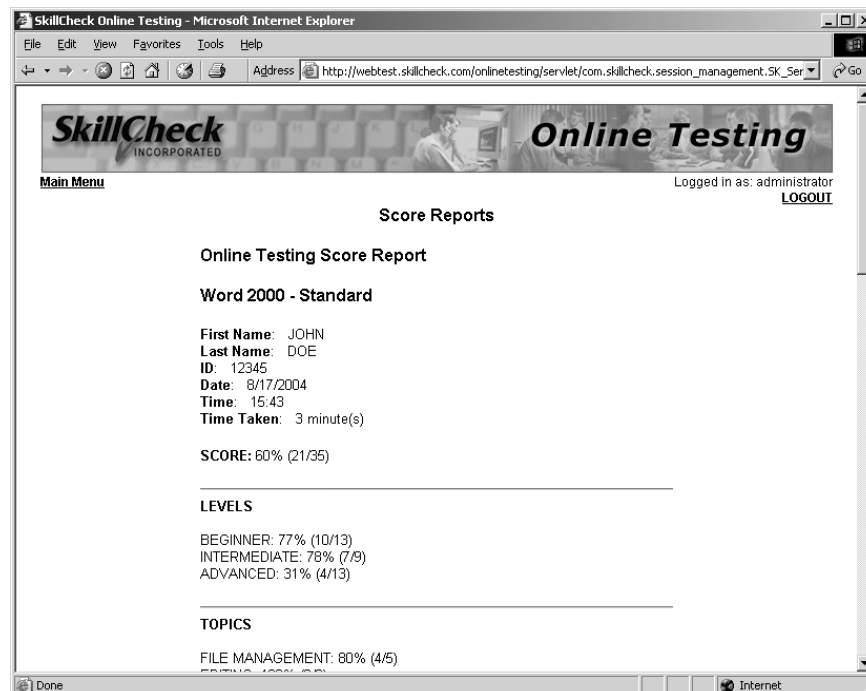 SkillCheck Online Testing - Microsoft Internet Explorer
File Edit View Favorites Tools Help
Address http://webtest.skillcheck.com/onlinetesting/servlet/com.skillcheck.session_management.SK_Ser Go
SkillCheck
INCORPORATED
Online Testing
Main Menu Logged in as: administrator
LOGOUT
Score Reports
Online Testing Score Report
Word 2000 - Standard
First Name: JOHN
Last Name: DOE
ID: 12345
Date: 8/17/2004
Time: 15:43
Time Taken: 3 minute(s)
SCORE: 60% (21/35)
LEVELS
BEGINNER: 77% (10/13)
INTERMEDIATE: 78% (7/9)
ADVANCED: 31% (4/13)
TOPICS
FILE MANAGEMENT: 80% (4/5)
Done Internet